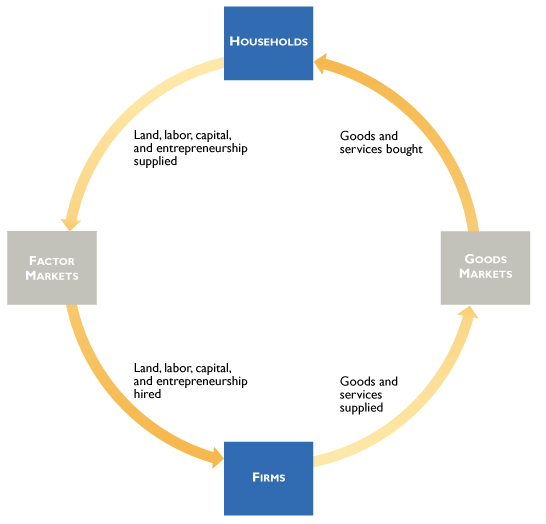 HOUSEHOLDS
Land, labor, capital,
and entrepreneurship
supplied
Goods and
services bought
FACTOR
MARKETS
GOODS
MARKETS
Land, labor, capital,
and entrepreneurship
hired
Goods and
services
supplied
FIRMS